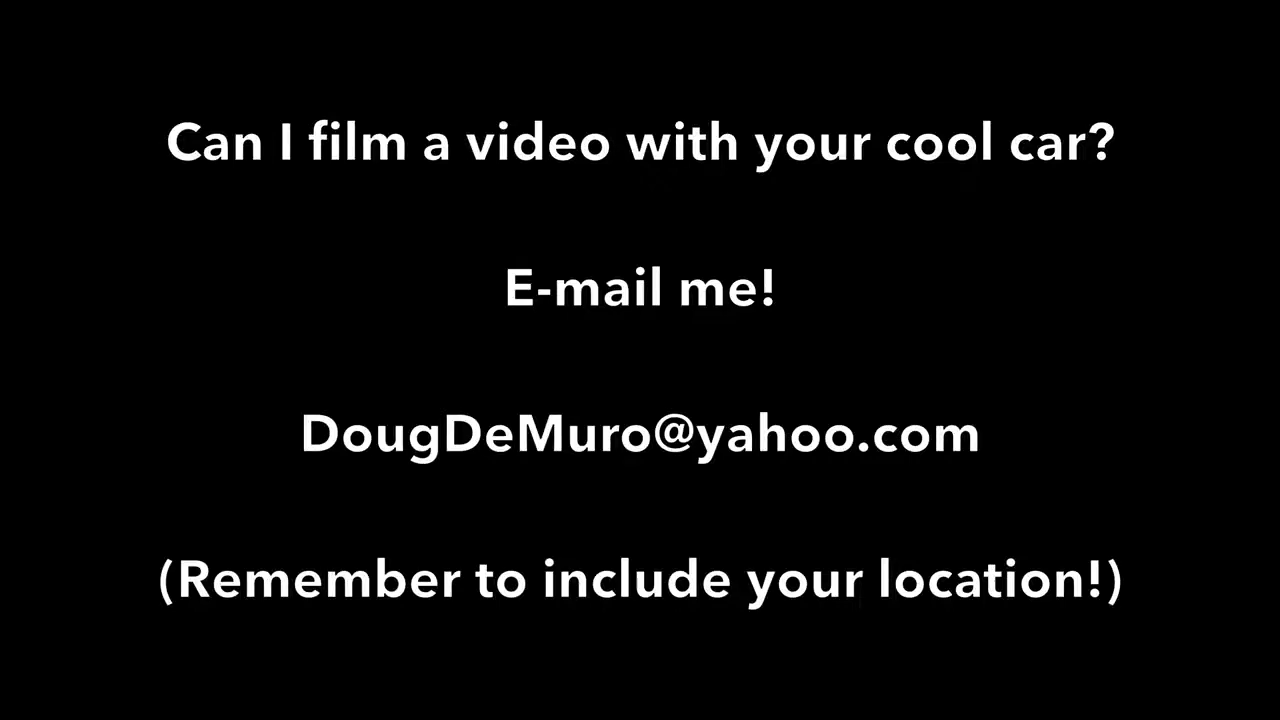 Can I film a video with your cool car?
E-mail me!
DougDeMuro@yahoo.com
(Remember to include your location!)